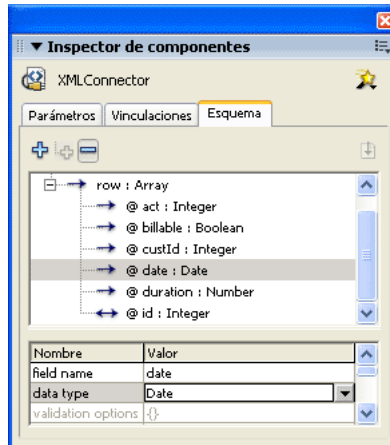 Inspector de componentes
XMLConnector
Parámetros Vinculaciones Esquema
row : Array
@ act : Integer
@ billable : Boolean
@ custId : Integer
@ date : Date
@ duration : Number
@ id : Integer
Nombre Valor
field name date
data type Date
validation options {}